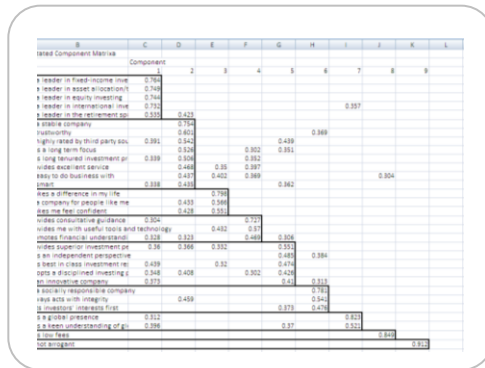 B C D E F G H I J K L
tated Component Matrixa
Component
1 2 3 4 5 6 7 8 9
a leader in fixed-income inve 0.764
a leader in asset allocation/t 0.749
a leader in equity investing 0.744
a leader in international inve 0.732 0.357
a leader in the retirement sp 0.535 0.423
a stable company 0.754
trustworthy 0.601 0.369
highly rated by third party sou 0.391 0.542 0.439
s a long term focus 0.526 0.302 0.351
s long tenured investment pr 0.339 0.506 0.352
vides excellent service 0.468 0.35 0.387
easy to do business with 0.437 0.402 0.369 0.304
smart 0.338 0.435 0.362
kes a difference in my life 0.798
a company for people like me 0.433 0.566
kes me feel confident 0.428 0.551
vides consultative guidance 0.304 0.727
vides me with useful tools and technology 0.432 0.57
motes financial understandi 0.328 0.323 0.469 0.306
vides superior investment pe 0.36 0.366 0.332 0.551
s an independent perspective 0.485 0.384
s best in class investment re: 0.439 0.32 0.474
opts a disciplined investing p 0.348 0.408 0.302 0.426
an innovative company 0.373 0.41 0.313
a socially responsible company 0.781
ways acts with integrity 0.459 0.541
s investors' interests first 0.373 0.476
s a global presence 0.312 0.823
s a keen understanding of glo 0.396 0.37 0.521
s low fees 0.849
not arrogant 0.912